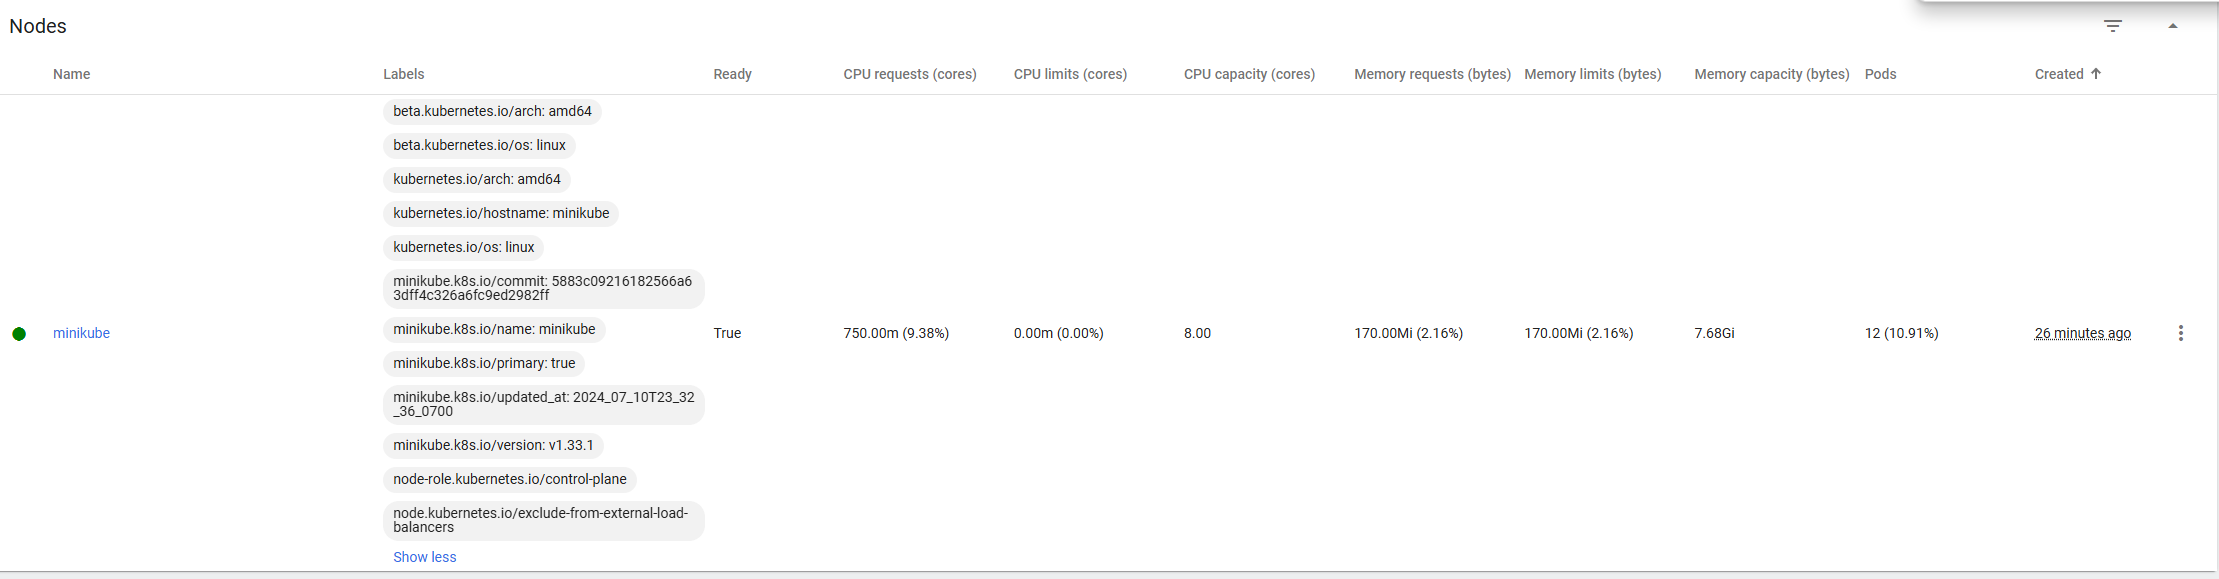 Nodes
Name Labels Ready CPU requests (cores) CPU limits (cores) CPU capacity (cores) Memory requests (bytes) Memory limits (bytes) Memory capacity (bytes) Pods Created
beta.kubernetes.io/arch: amd64
beta.kubernetes.io/os: linux
kubernetes.io/arch: amd64
kubernetes.io/hostname: minikube
kubernetes.io/os: linux
minikube.k8s.io/commit: 5883c09216182566a6
3dff4c326a6fc9ed2982ff
minikube.k8s.io/name: minikube
minikube True 750.00m (9.38%) 0.00m (0.00%) 8.00 170.00Mi (2.16%) 170.00Mi (2.16%) 7.68Gi 12 (10.91%) 26 minutes ago
minikube.k8s.io/primary: true
minikube.k8s.io/updated_at: 2024_07_10T23_32
_36_0700
minikube.k8s.io/version: v1.33.1
node-role.kubernetes.io/control-plane
node.kubernetes.io/exclude-from-external-load-
balancers
Show less